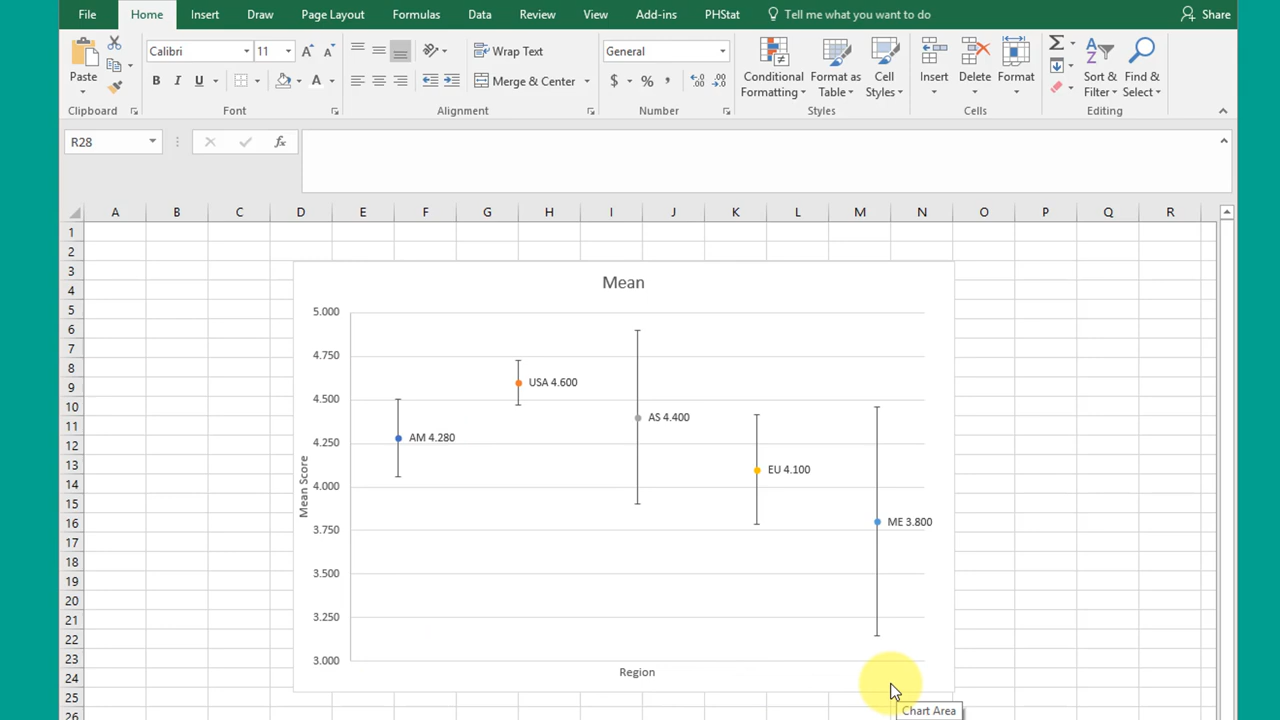 File Home Insert Draw Page Layout Formulas Data Review View Add-ins PHStat Tell me what you want to do Share
Paste
Calibri 11
Wrap Text
General
B I U
Merge & Center
$ % ,
Conditional Formatting
Format as Table
Cell Styles
Insert Delete Format
Sort & Filter
Find & Select
Clipboard Font Alignment Number Styles Cells Editing
R28 fx
A B C D E F G H I J K L M N O P Q R
1
2
3
4
5
6
7
8
9
10
11
12
13
14
15
16
17
18
19
20
21
22
23
24
25
26
Mean
5.000
4.750
4.500
4.250
4.000
3.750
3.500
3.250
3.000
Mean Score
AM 4.280
USA 4.600
AS 4.400
EU 4.100
ME 3.800
Region
Chart Area